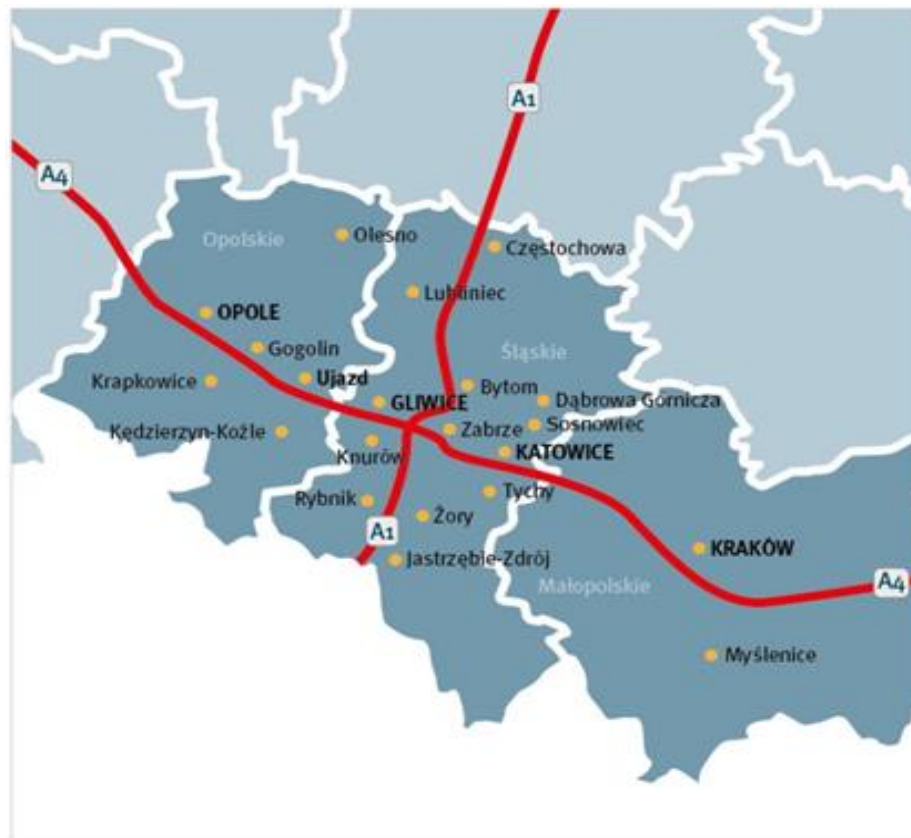 A1
A4
Opolskie
Olesno
Częstochowa
Lubliniec
OPOLE
Gogolin
Śląskie
Krapkowice
Ujazd
Bytom
GLIWICE
Dąbrowa Górnicza
Kędzierzyn-Koźle
Zabrze
Sosnowiec
Knurów
KATOWICE
Rybnik
Tychy
Żory
A1
KRAKÓW
Jastrzębie-Zdrój
Małopolskie
A4
Myślenice